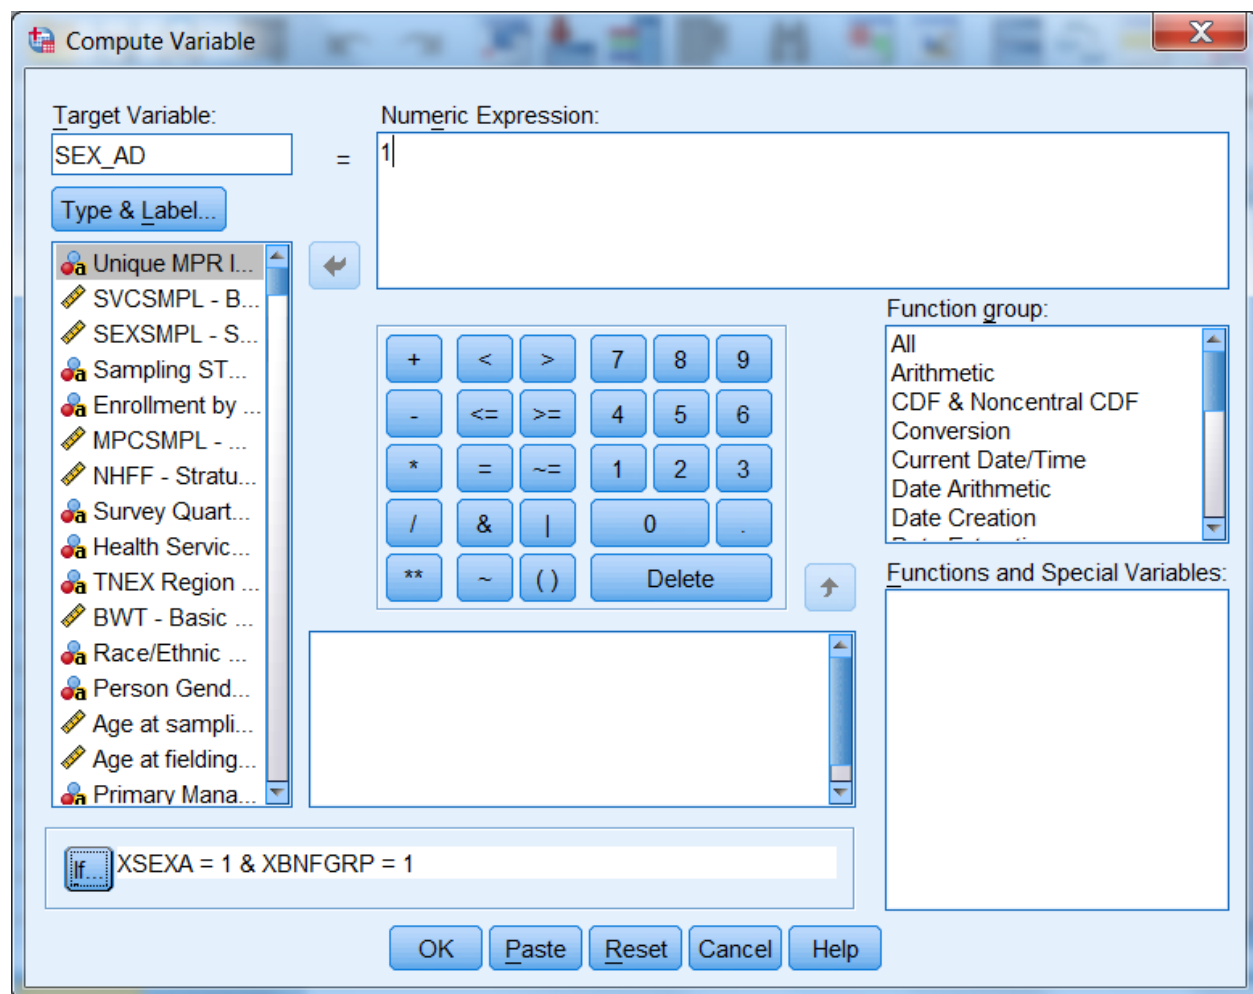 Compute Variable
X
Target Variable:
SEX_AD
=
Numeric Expression:
1
Type & Label...
Unique MPR I...
SVCSMPL - B...
SEXSMPL - S...
Sampling ST...
Enrollment by ...
MPCSMPL - ...
NHFF - Stratu...
Survey Quart...
Health Servic...
TNEX Region ...
BWT - Basic ...
Race/Ethnic ...
Person Gend...
Age at sampli...
Age at fielding...
Primary Mana...
+ < > 7 8 9
- <= >= 4 5 6
* = ~= 1 2 3
/ & | 0 .
** ~ ( ) Delete
Function group:
All
Arithmetic
CDF & Noncentral CDF
Conversion
Current Date/Time
Date Arithmetic
Date Creation
Functions and Special Variables:
If... XSEXA = 1 & XBNFGRP = 1
OK Paste Reset Cancel Help